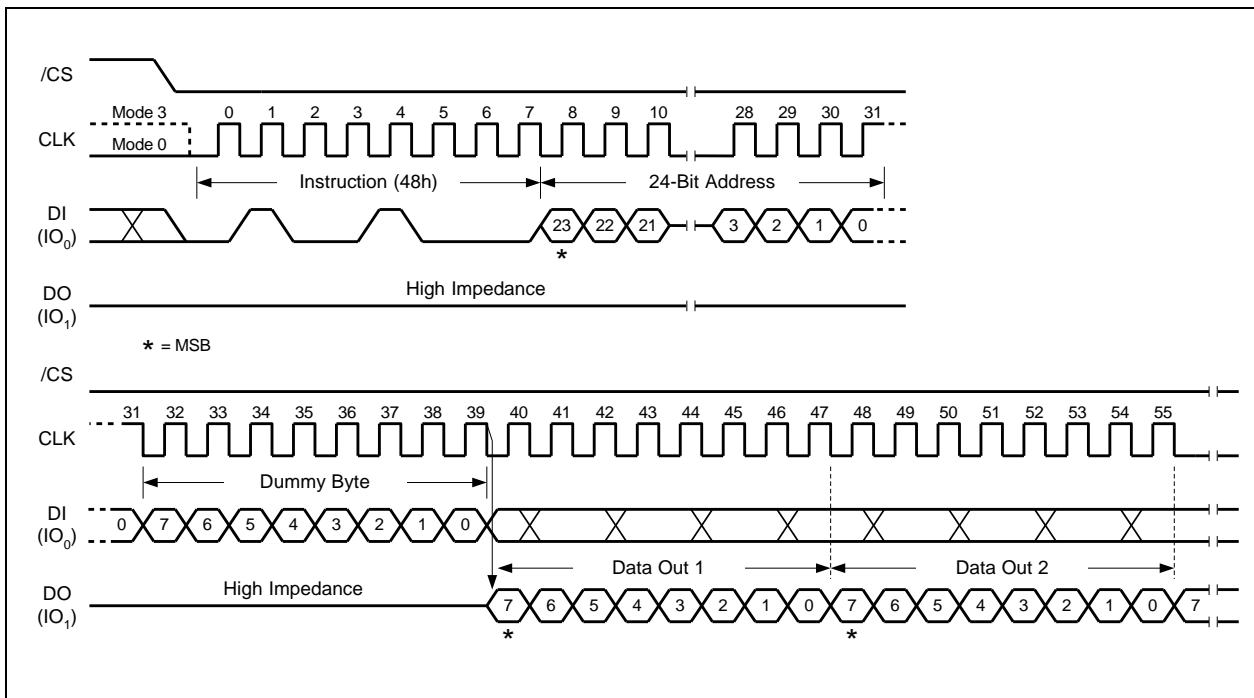 /CS
Mode 3 0 1 2 3 4 5 6 7 8 9 10 28 29 30 31
CLK
Mode 0
Instruction (48h) 24-Bit Address
DI
(IO0)
23 22 21 3 2 1 0
*
High Impedance
DO
(IO1)
* = MSB
/CS
31 32 33 34 35 36 37 38 39 40 41 42 43 44 45 46 47 48 49 50 51 52 53 54 55
CLK
Dummy Byte
DI
(IO0)
0 7 6 5 4 3 2 1 0
Data Out 1 Data Out 2
High Impedance
DO
(IO1)
7 6 5 4 3 2 1 0 7 6 5 4 3 2 1 0 7
* *